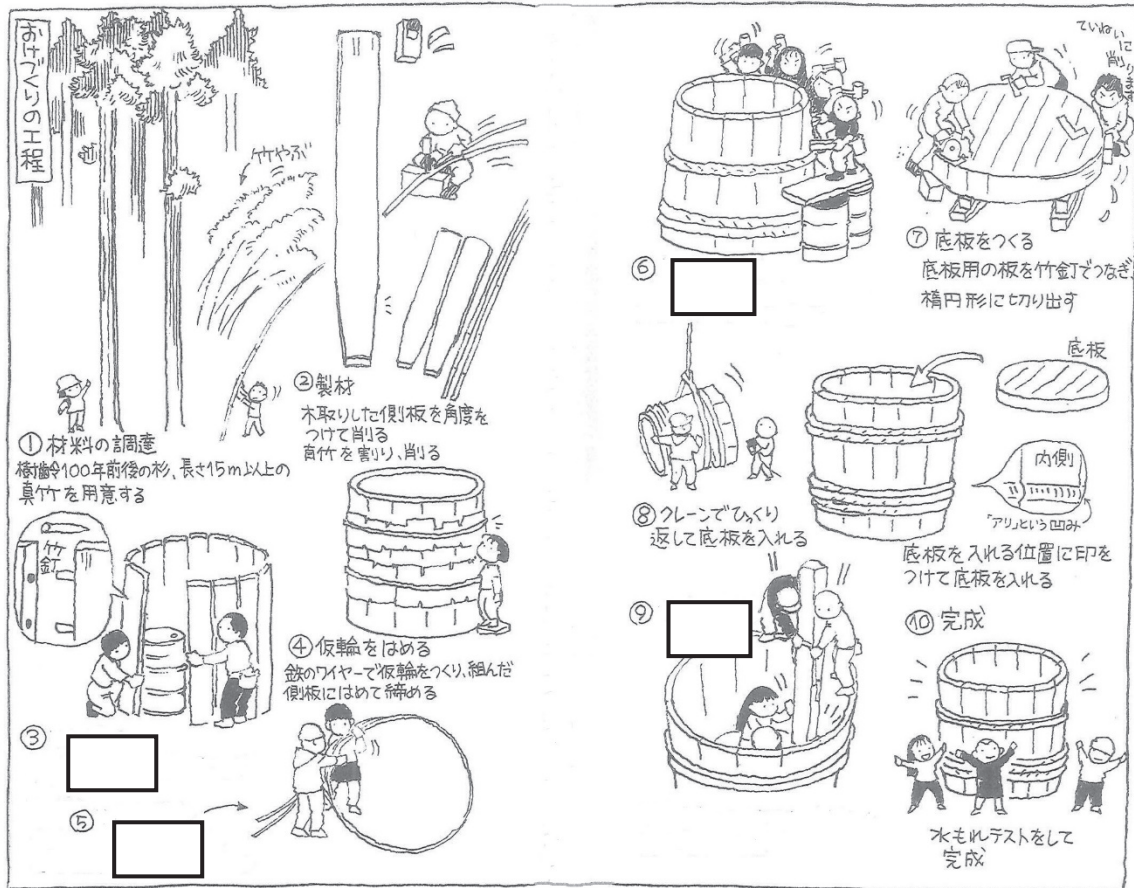 おけづくりの工程
竹やぶ
① 材料の調達
樹齢100年前後の杉、長さ15m以上の
真竹を用意する
② 製材
木取りした側板を角度を
つけて削る
真竹を割り、削る
竹釘
③
④ 仮輪をはめる
鉄のワイヤーで仮輪をつくり、組んだ
側板にはめて締める
⑤
⑥
ていねいに
削ります
⑦ 底板をつくる
底板用の板を竹釘でつなぎ、
楕円形に切り出す
⑧ クレーンでひっくり
返して底板を入れる
底板
内側
「アリ」という凹み
底板を入れる位置に印を
つけて底板を入れる
⑨
⑩ 完成
水もれテストをして
完成